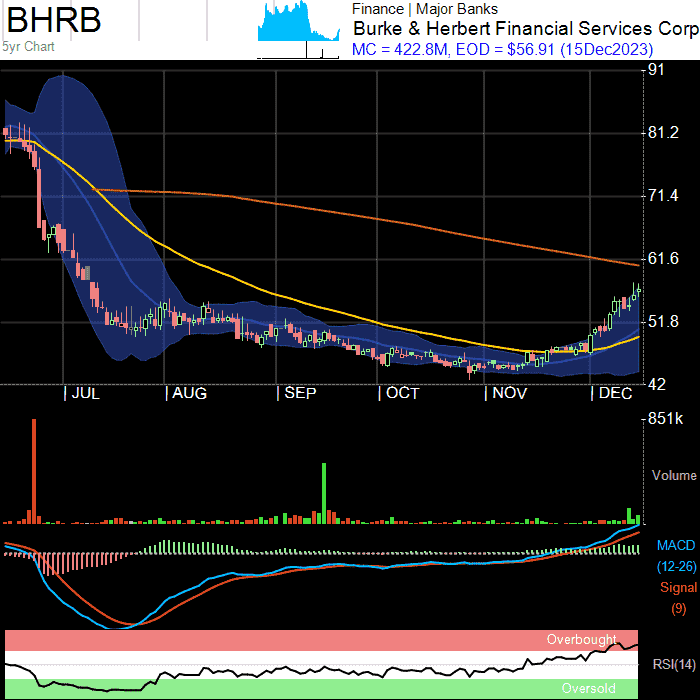 BHRB
5yr Chart
Finance | Major Banks
Burke & Herbert Financial Services Corp
MC = 422.8M, EOD = $56.91 (15Dec2023)
91
81.2
71.4
61.6
51.8
42
JUL AUG SEP OCT NOV DEC
851k
Volume
MACD
(12-26)
Signal
(9)
Overbought
RSI(14)
Oversold